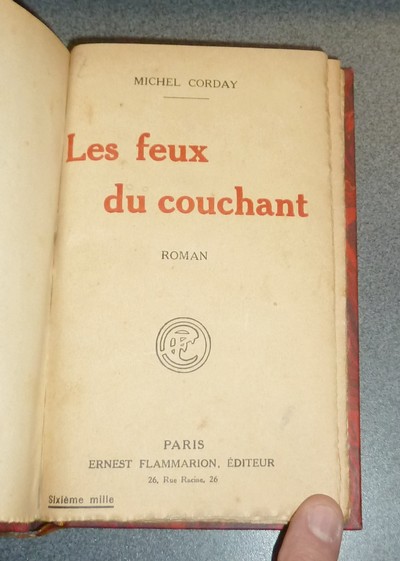 MICHEL CORDAY
Les feux
du couchant
ROMAN
PARIS
ERNEST FLAMMARION, ÉDITEUR
26, Rue Racine, 26
Sixième mille